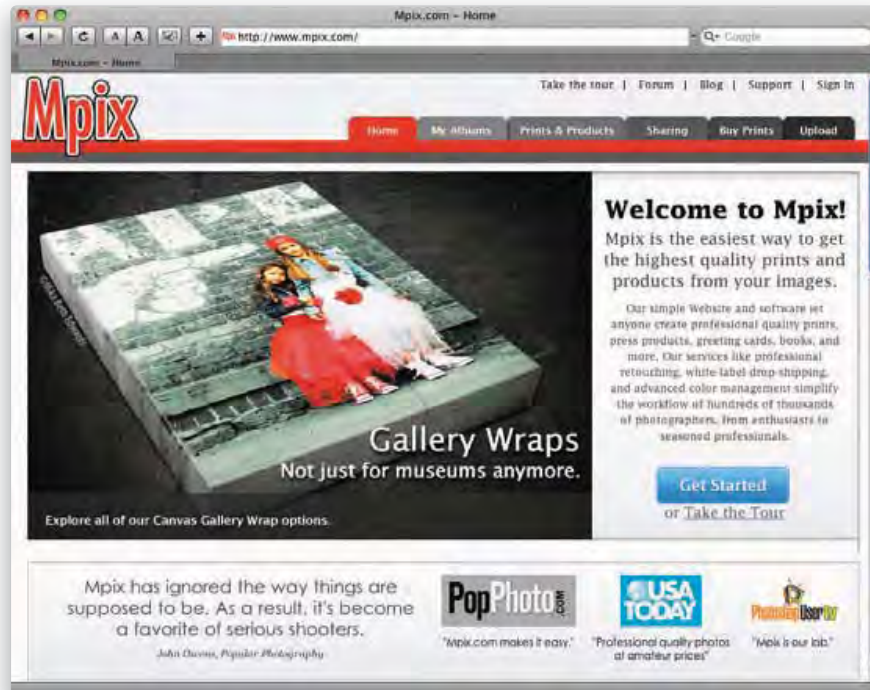 Mpix.com – Home
A A
http://www.mpix.com/
Google
Mpix.com – Home
Take the tour | Forum | Blog | Support | Sign In
Mpix
Home My Albums Prints & Products Sharing Buy Prints Upload
Gallery Wraps
Not just for museums anymore.
Explore all of our Canvas Gallery Wrap options.
Welcome to Mpix!
Mpix is the easiest way to get
the highest quality prints and
products from your images.
Our simple Website and software let
anyone create professional quality prints,
press products, greeting cards, books, and
more. Our services like professional
retouching, white-label drop-shipping,
and advanced color management simplify
the workflow of hundreds of thousands
of photographers, from enthusiasts to
seasoned professionals.
Get Started
or Take the Tour
Mpix has ignored the way things are
supposed to be. As a result, it's become
a favorite of serious shooters.
John Owens, Popular Photography
PopPhoto.com
"Mpix.com makes it easy."
USA
TODAY
"Professional quality photos
at amateur prices"
PhotoshopUser TV
"Mpix is our lab."